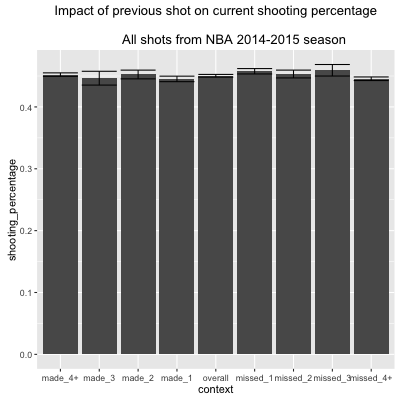 Impact of previous shot on current shooting percentage
All shots from NBA 2014-2015 season
shooting_percentage
0.4
0.3
0.2
0.1
0.0
made_4+ made_3 made_2 made_1 overall missed_1 missed_2 missed_3 missed_4+
context